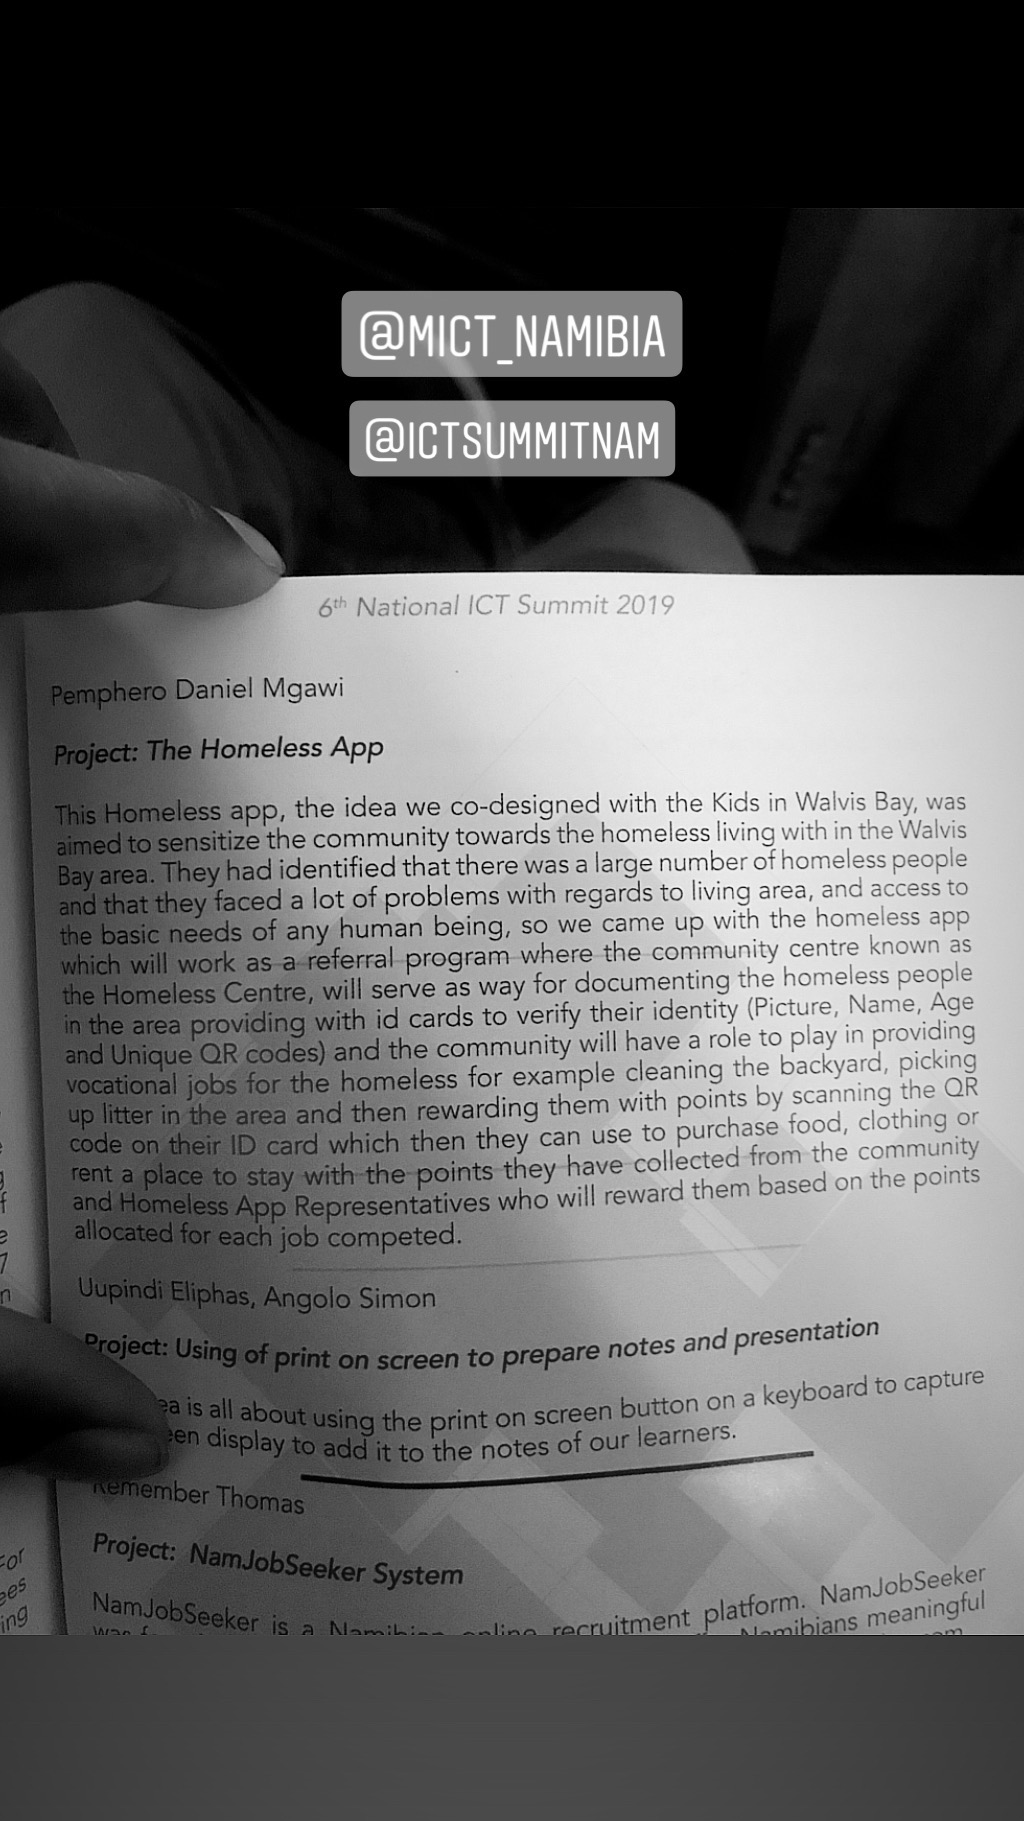 @MICT_NAMIBIA
@ICTSUMMITNAM
6th National ICT Summit 2019
Pemphero Daniel Mgawi
Project: The Homeless App
This Homeless app, the idea we co-designed with the Kids in Walvis Bay, was
aimed to sensitize the community towards the homeless living with in the Walvis
Bay area. They had identified that there was a large number of homeless people
and that they faced a lot of problems with regards to living area, and access to
the basic needs of any human being, so we came up with the homeless app
which will work as a referral program where the community centre known as
the Homeless Centre, will serve as way for documenting the homeless people
in the area providing with id cards to verify their identity (Picture, Name, Age
and Unique QR codes) and the community will have a role to play in providing
vocational jobs for the homeless for example cleaning the backyard, picking
up litter in the area and then rewarding them with points by scanning the QR
code on their ID card which then they can use to purchase food, clothing or
rent a place to stay with the points they have collected from the community
and Homeless App Representatives who will reward them based on the points
allocated for each job competed.
Uupindi Eliphas, Angolo Simon
Project: Using of print on screen to prepare notes and presentation
is all about using the print on screen button on a keyboard to capture
display to add it to the notes of our learners.
Remember Thomas
Project: NamJobSeeker System
NamJobSeeker is a Namibian online recruitment platform. NamJobSeeker
Namibians meaningful